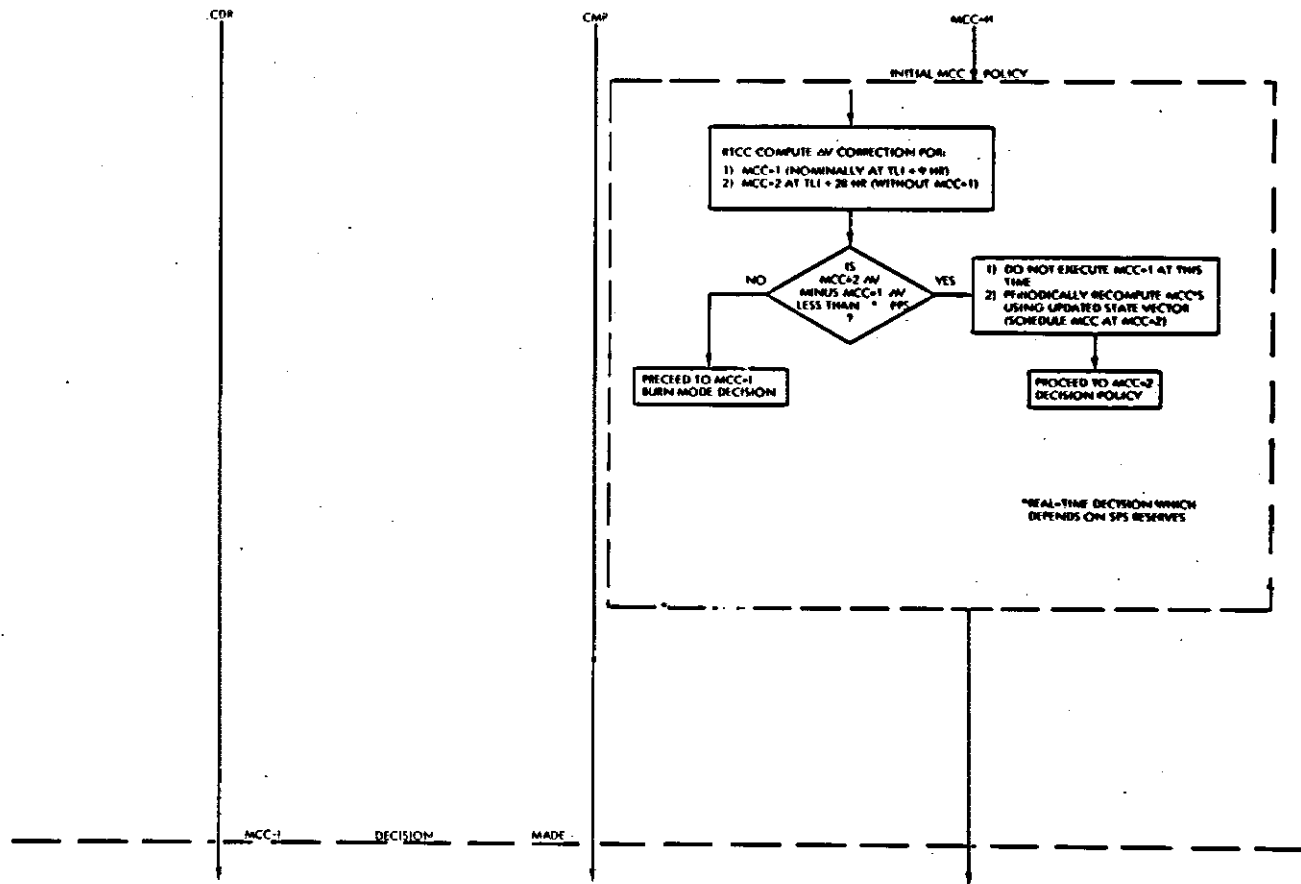 CDR
CMP
MCC-H
INITIAL MCC POLICY
RTCC COMPUTE ΔV CORRECTION FOR:
1) MCC-1 (NOMINALLY AT TLI + 9 HR)
2) MCC-2 AT TLI + 28 HR (WITHOUT MCC-1)
IS
MCC-2 ΔV
MINUS MCC-1 ΔV
LESS THAN * FPS
?
NO
YES
1) DO NOT EXECUTE MCC-1 AT THIS
TIME
2) PERIODICALLY RECOMPUTE MCC'S
USING UPDATED STATE VECTOR
(SCHEDULE MCC AT MCC-2)
PRECEED TO MCC-1
BURN MODE DECISION
PROCEED TO MCC-2
DECISION POLICY
*REAL-TIME DECISION WHICH
DEPENDS ON SPS RESERVES
MCC-1 DECISION MADE